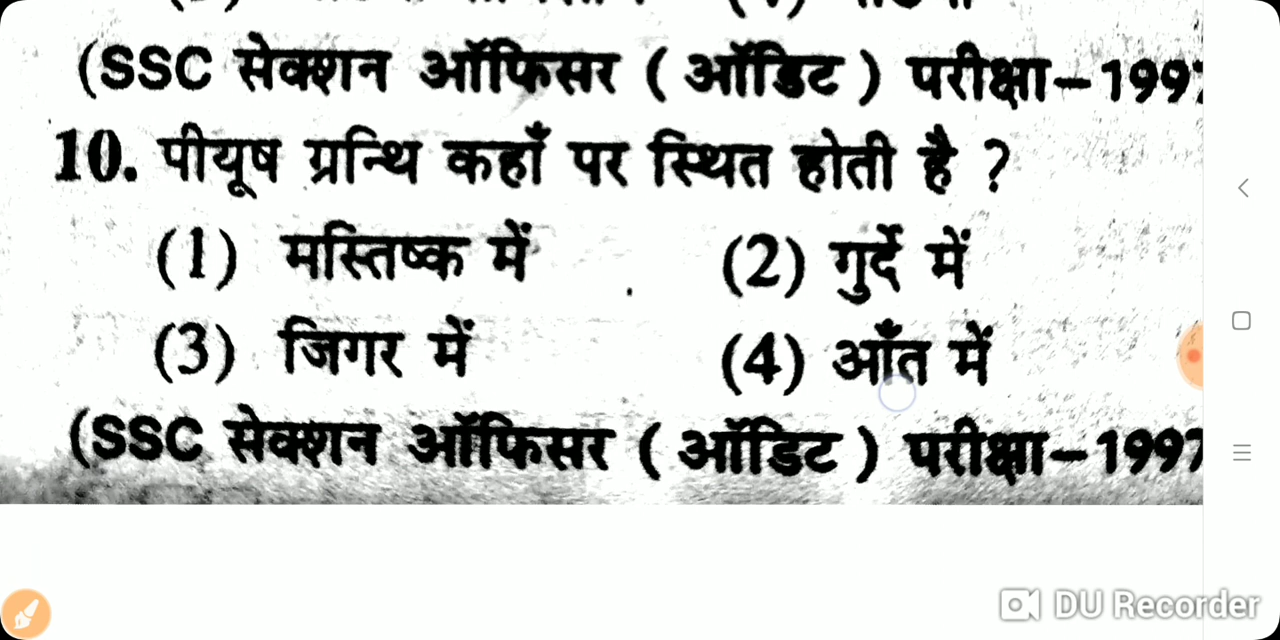 (SSC सेक्शन ऑफिसर ( ऑडिट ) परीक्षा–199
10. पीयूष ग्रन्थि कहाँ पर स्थित होती है ?
(1) मस्तिष्क में (2) गुर्दे में
(3) जिगर में (4) आँत में
(SSC सेक्शन ऑफिसर ( ऑडिट ) परीक्षा–1997
DU Recorder